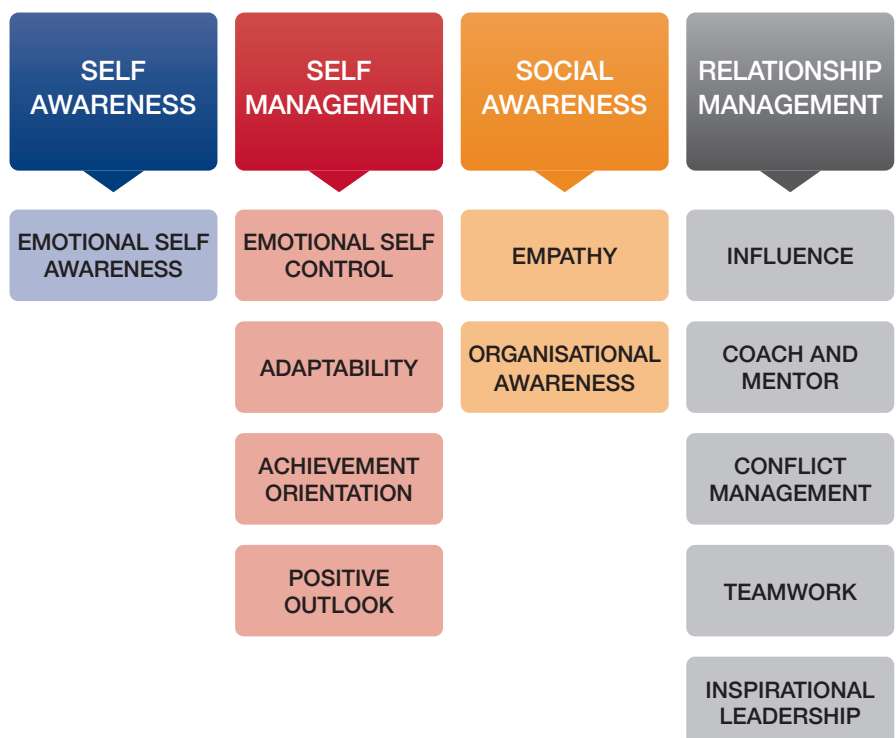 SELF
AWARENESS
SELF
MANAGEMENT
SOCIAL
AWARENESS
RELATIONSHIP
MANAGEMENT
EMOTIONAL SELF
AWARENESS
EMOTIONAL SELF
CONTROL
EMPATHY
INFLUENCE
ADAPTABILITY
ORGANISATIONAL
AWARENESS
COACH AND
MENTOR
ACHIEVEMENT
ORIENTATION
CONFLICT
MANAGEMENT
POSITIVE
OUTLOOK
TEAMWORK
INSPIRATIONAL
LEADERSHIP